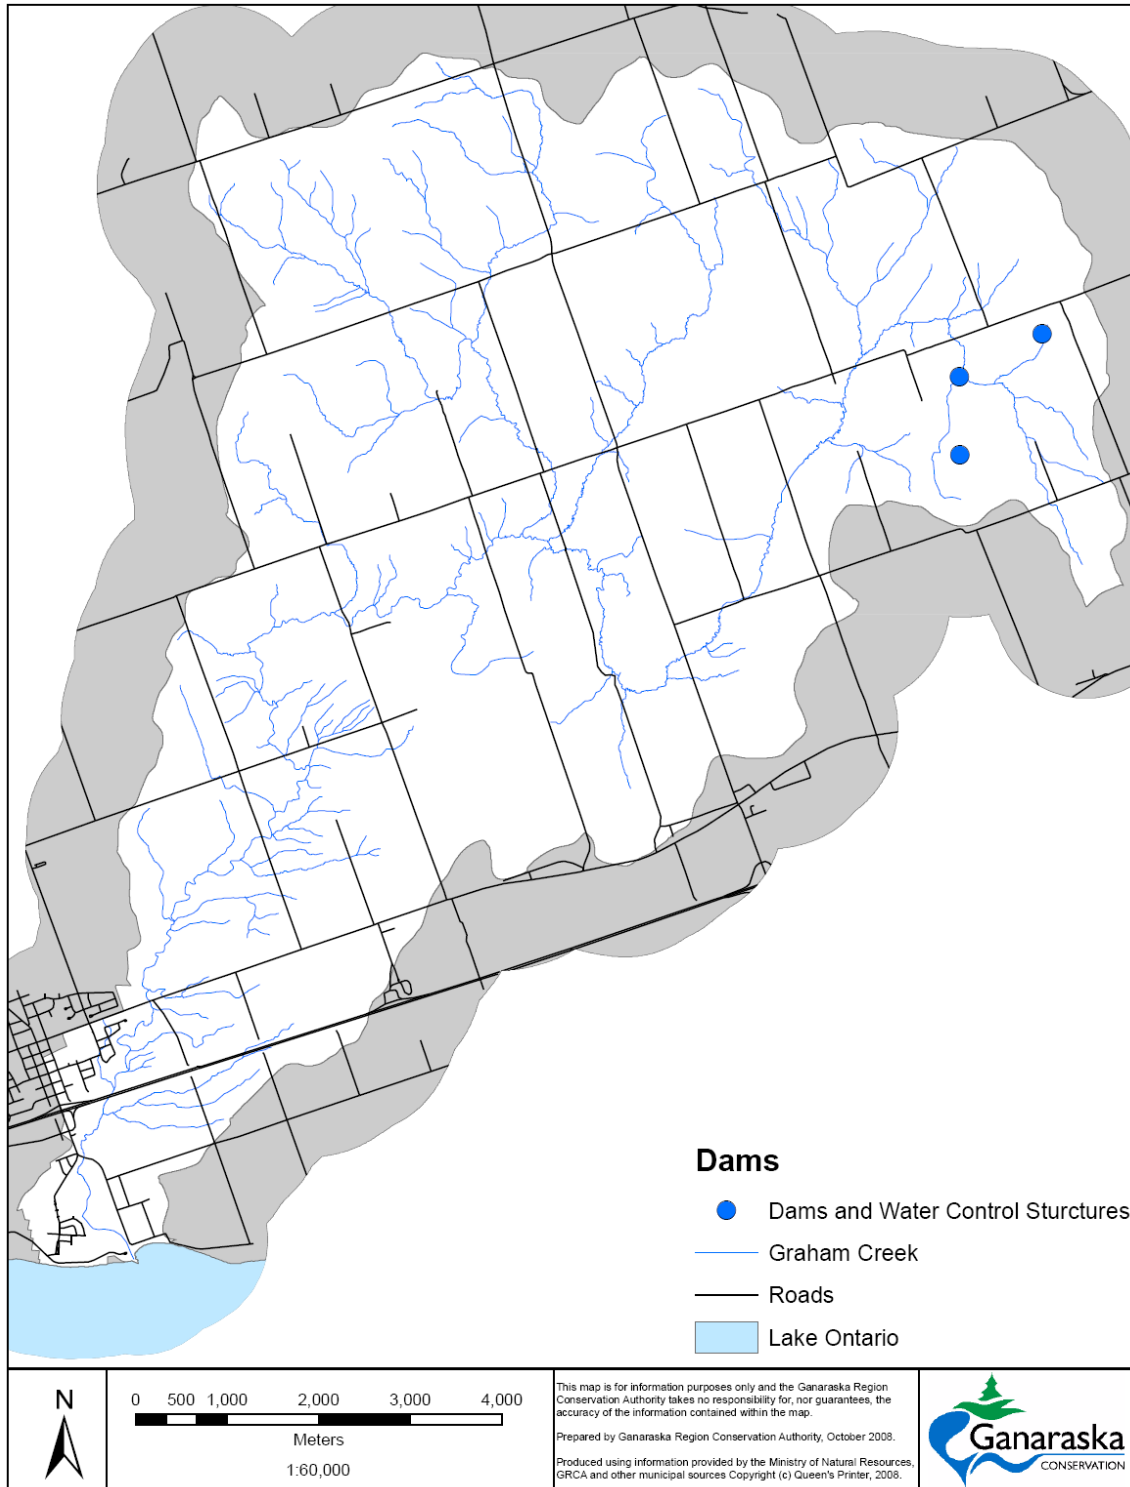 Dams
Dams and Water Control Sturctures
Graham Creek
Roads
Lake Ontario
N
0 500 1,000 2,000 3,000 4,000
Meters
1:60,000
This map is for information purposes only and the Ganaraska Region
Conservation Authority takes no responsibility for, nor guarantees, the
accuracy of the information contained within the map.
Prepared by Ganaraska Region Conservation Authority, October 2008.
Produced using information provided by the Ministry of Natural Resources,
GRCA and other municipal sources Copyright (c) Queen's Printer, 2008.
Ganaraska
CONSERVATION